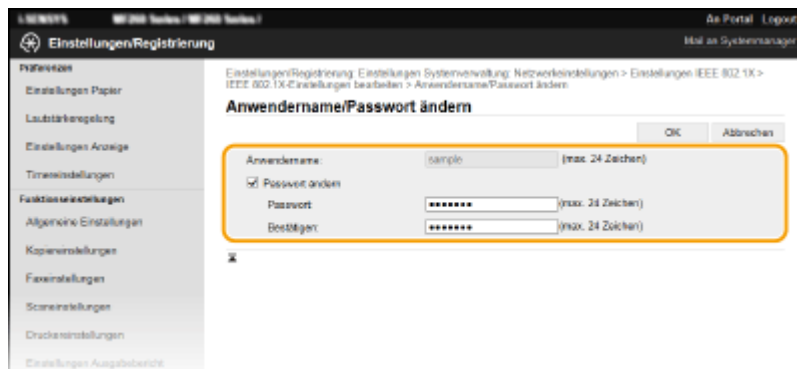 An Portal Logout
Einstellungen/Registrierung
Mail an Systemmanager
Präferenzen
Einstellungen Papier
Lautstärkeregelung
Einstellungen Anzeige
Timereinstellungen
Funktionseinstellungen
Allgemeine Einstellungen
Kopiereinstellungen
Faxeinstellungen
Scaneinstellungen
Druckereinstellungen
Einstellungen Ausgabebericht
Einstellungen/Registrierung: Einstellungen Systemverwaltung: Netzwerkeinstellungen > Einstellungen IEEE 802.1X >
IEEE 802.1X-Einstellungen bearbeiten > Anwendername/Passwort ändern
Anwendername/Passwort ändern
OK Abbrechen
Anwendername: sample (max. 24 Zeichen)
Passwort ändern
Passwort: ••••••• (max. 24 Zeichen)
Bestätigen: ••••••• (max. 24 Zeichen)